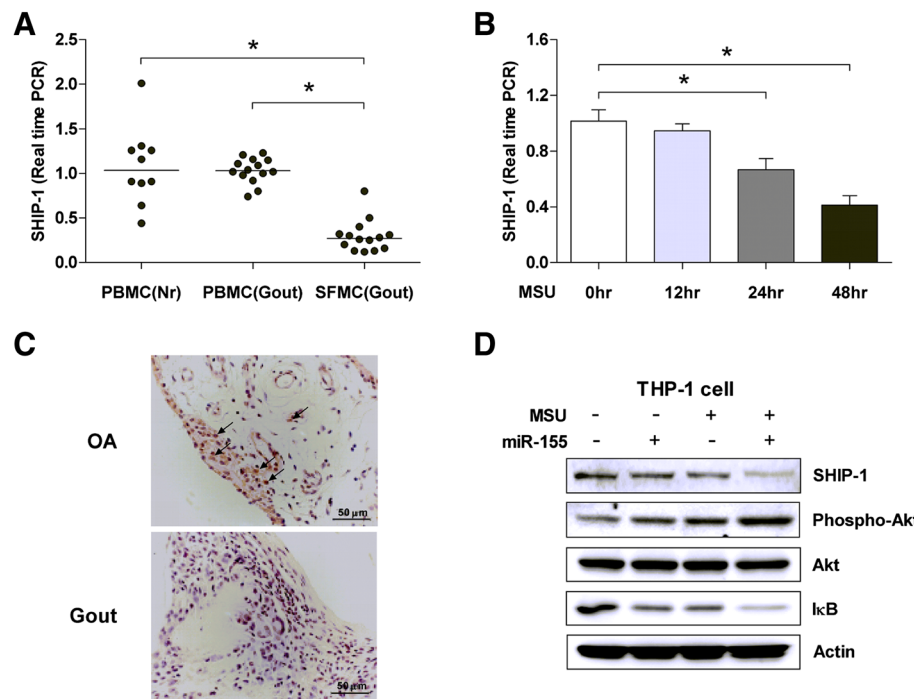 A
SHIP-1 (Real time PCR)
2.5
2.0
1.5
1.0
0.5
0.0
*
*
PBMC(Nr) PBMC(Gout) SFMC(Gout)
B
SHIP-1 (Real time PCR)
1.6
1.2
0.8
0.4
0.0
*
*
MSU 0hr 12hr 24hr 48hr
C
OA
50 μm
Gout
50 μm
D
THP-1 cell
MSU - - + +
miR-155 - + - +
SHIP-1
Phospho-Akt
Akt
IκB
Actin